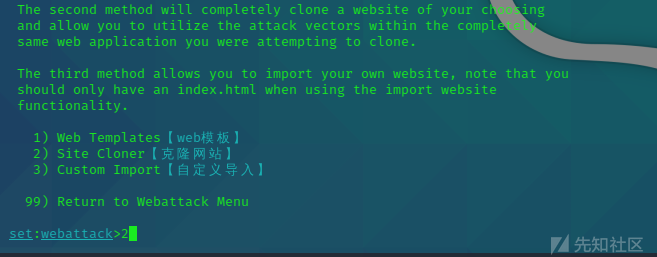 The second method will completely clone a website of your choosing
and allow you to utilize the attack vectors within the completely
same web application you were attempting to clone.
The third method allows you to import your own website, note that you
should only have an index.html when using the import website
functionality.
1) Web Templates【web模板】
2) Site Cloner【克隆网站】
3) Custom Import【自定义导入】
99) Return to Webattack Menu
set:webattack>2
先知社区